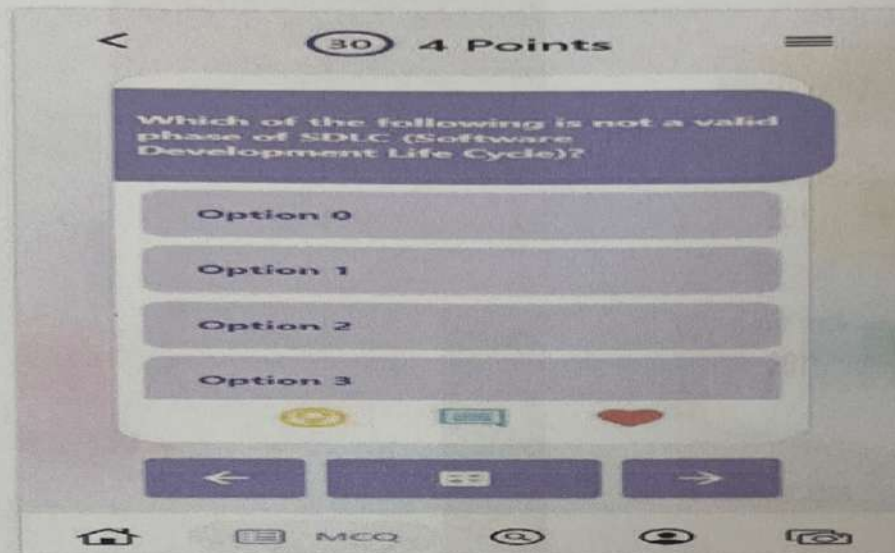 30 4 Points
Which of the following is not a valid
phase of SDLC (Software
Development Life Cycle)?
Option 0
Option 1
Option 2
Option 3
MCQ